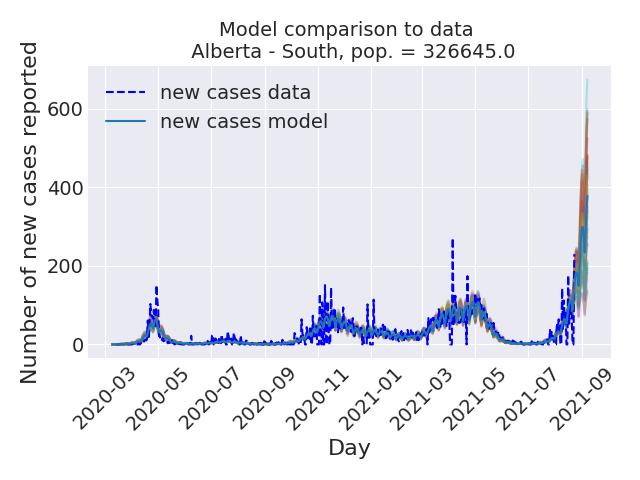 Model comparison to data
Alberta - South, pop. = 326645.0
Number of new cases reported
600
400
200
0
new cases data
new cases model
2020-03
2020-05
2020-07
2020-09
2020-11
2021-01
2021-03
2021-05
2021-07
2021-09
Day